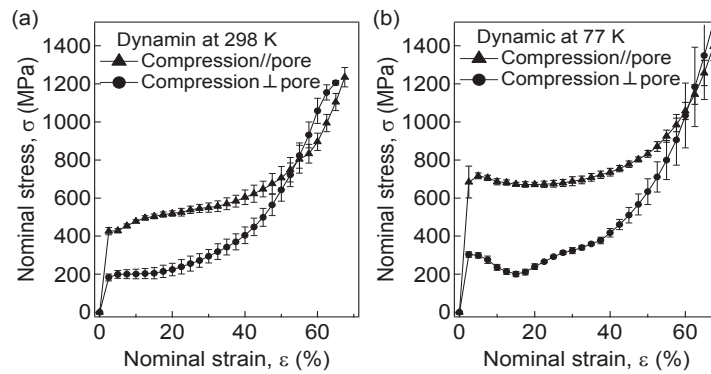 (a)
Dynamin at 298 K
Compression//pore
Compression⊥pore
1400
1200
1000
800
600
400
200
0
Nominal stress, σ (MPa)
0 20 40 60
Nominal strain, ε (%)
(b)
Dynamic at 77 K
Compression//pore
Compression⊥pore
1400
1200
1000
800
600
400
200
0
Nominal stress, σ (MPa)
0 20 40 60
Nominal strain, ε (%)